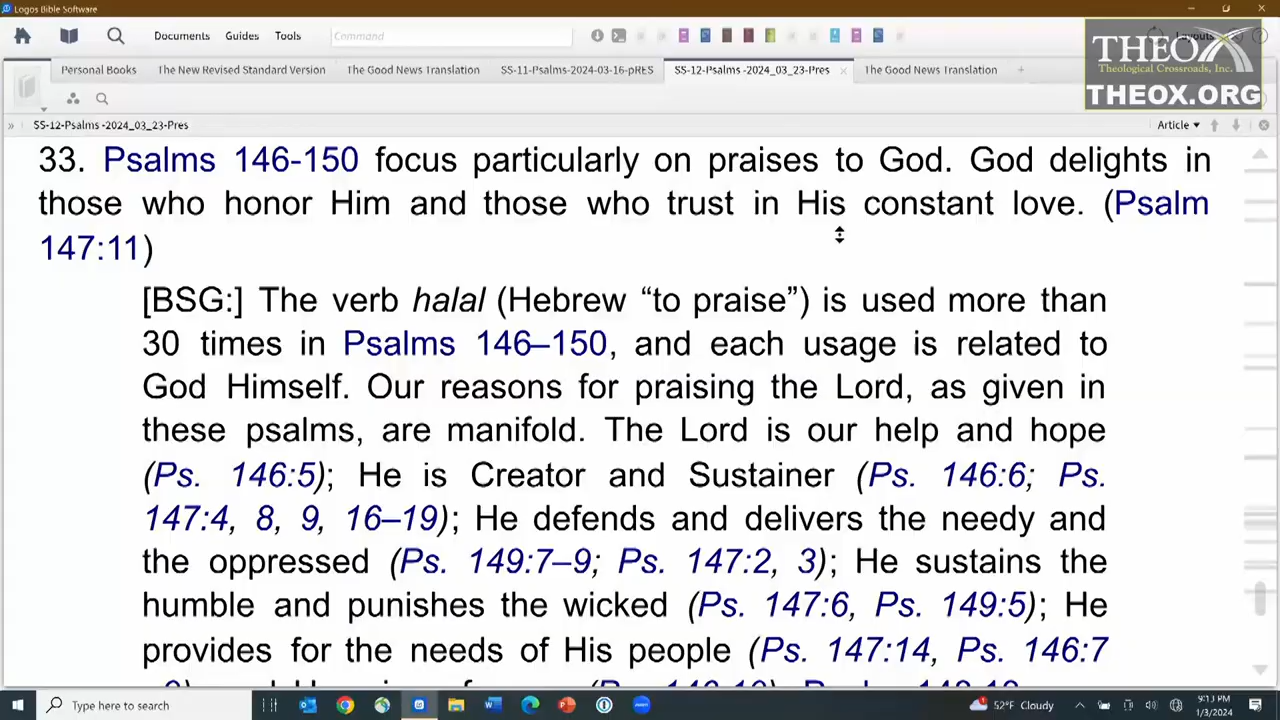 Logos Bible Software
Documents Guides Tools Command Layouts
THEOX
Theological Crossroads, Inc.
THEOX.ORG
Personal Books The New Revised Standard Version The Good New 11-Psalms-2024-03-16-pRES SS-12-Psalms -2024_03_23-Pres The Good News Translation
SS-12-Psalms -2024_03_23-Pres Article
33. Psalms 146-150 focus particularly on praises to God. God delights in
those who honor Him and those who trust in His constant love. (Psalm
147:11)
[BSG:] The verb halal (Hebrew “to praise”) is used more than
30 times in Psalms 146–150, and each usage is related to
God Himself. Our reasons for praising the Lord, as given in
these psalms, are manifold. The Lord is our help and hope
(Ps. 146:5); He is Creator and Sustainer (Ps. 146:6; Ps.
147:4, 8, 9, 16–19); He defends and delivers the needy and
the oppressed (Ps. 149:7–9; Ps. 147:2, 3); He sustains the
humble and punishes the wicked (Ps. 147:6, Ps. 149:5); He
provides for the needs of His people (Ps. 147:14, Ps. 146:7
Type here to search
52°F Cloudy
9:13 PM
1/3/2024